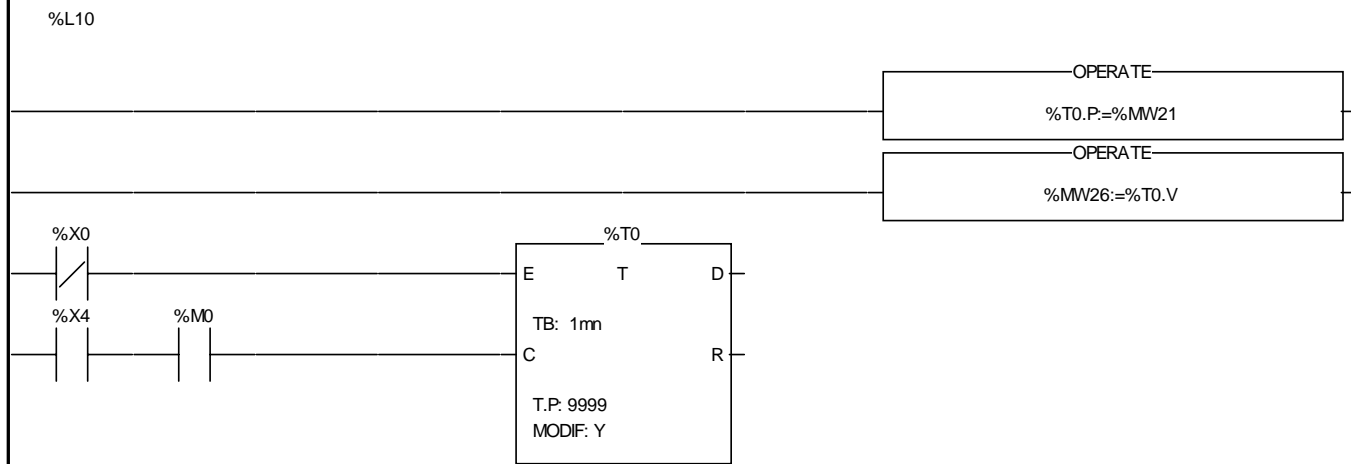 %L10
OPERATE
%T0.P:=%MW21
OPERATE
%MW26:=%T0.V
%X0
%T0
E T D
%X4 %M0
TB: 1mn
C R
T.P: 9999
MODIF: Y